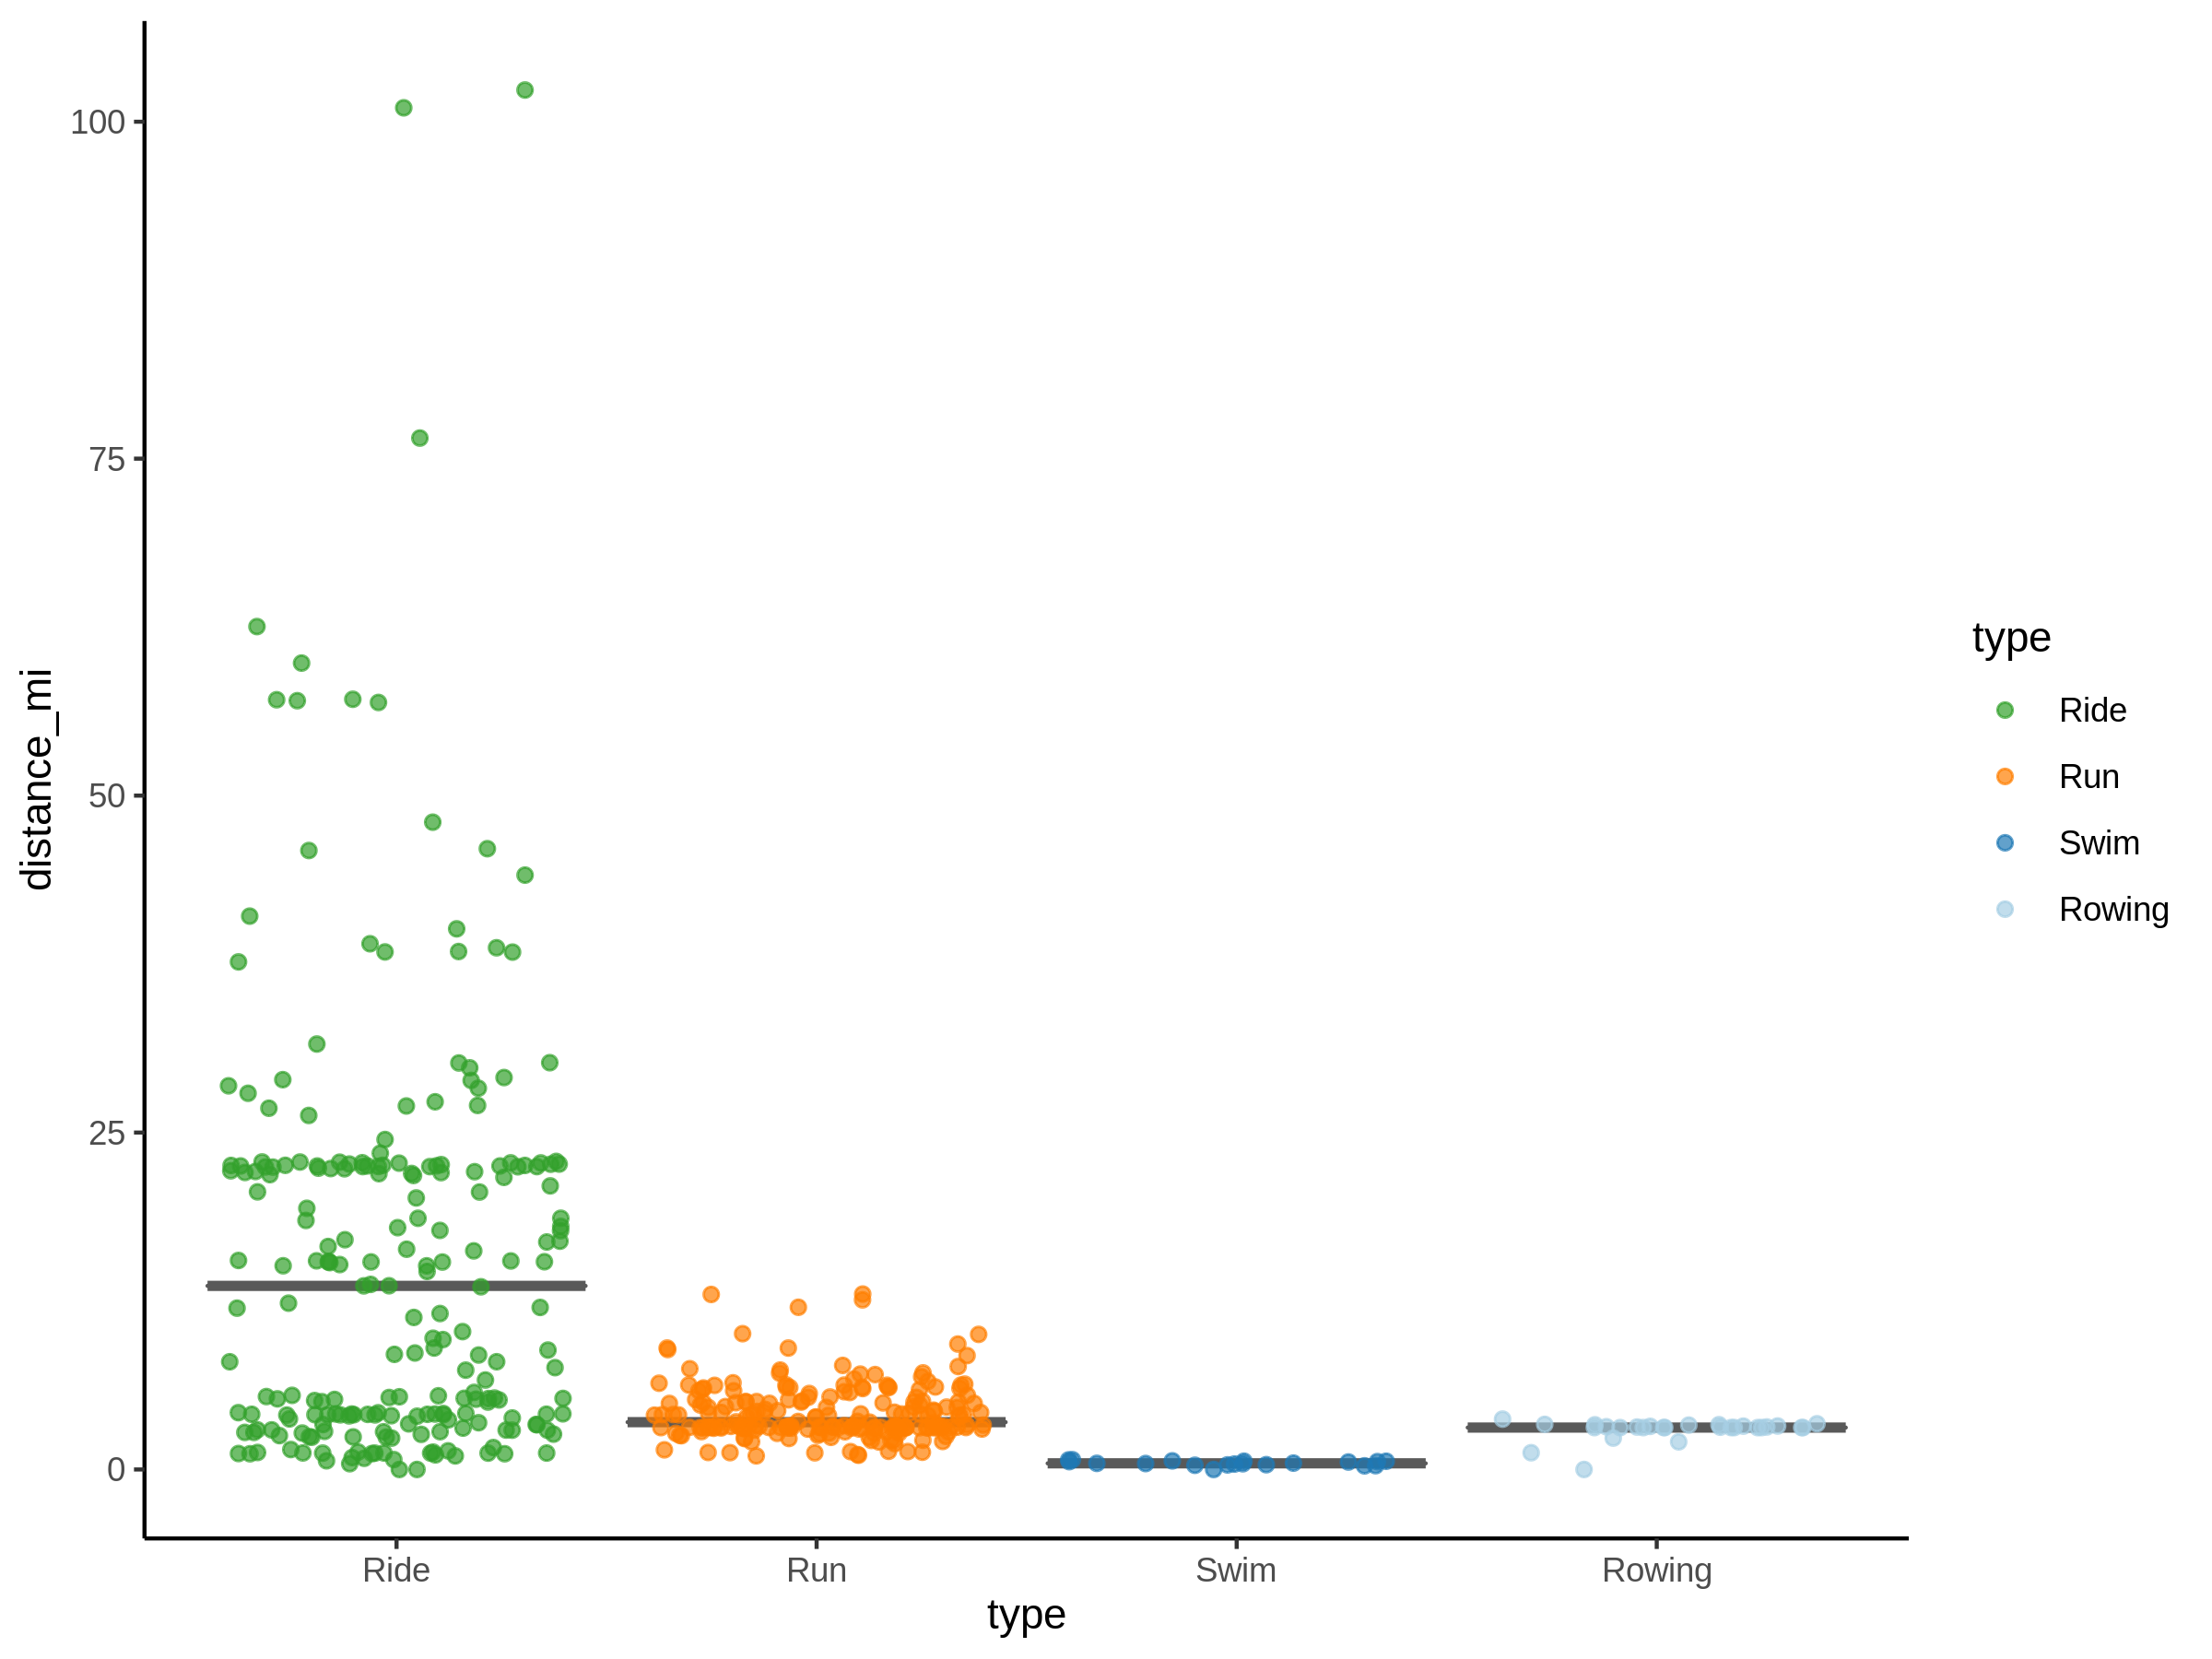 100
75
50
25
0
distance_mi
Ride
Run
Swim
Rowing
type
type
Ride
Run
Swim
Rowing